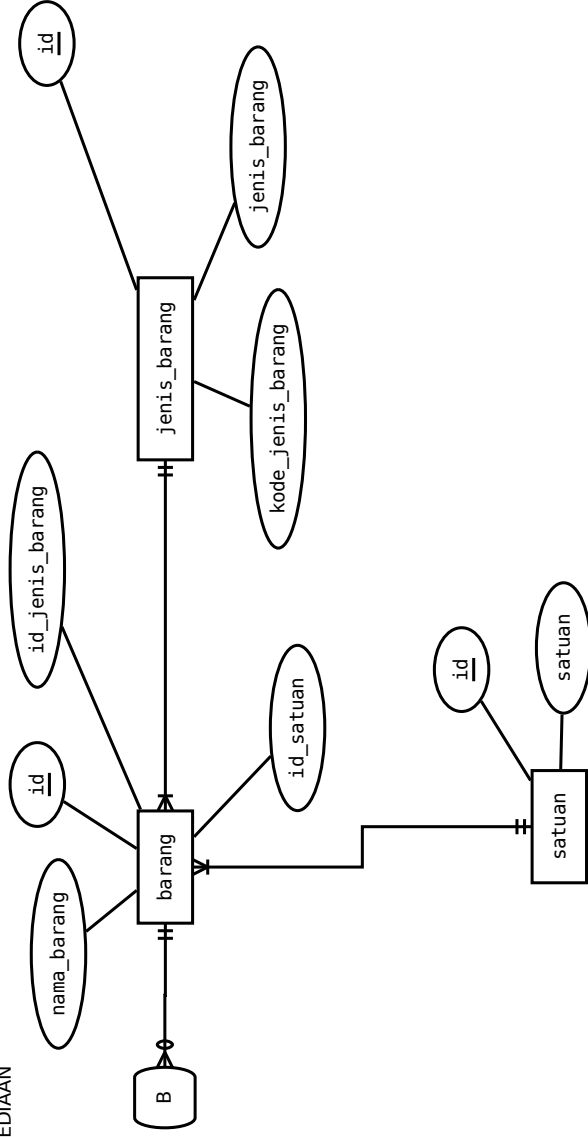 EDIAAN
B
nama_barang
id
id_jenis_barang
barang
id_satuan
jenis_barang
id
jenis_barang
kode_jenis_barang
id
satuan
satuan